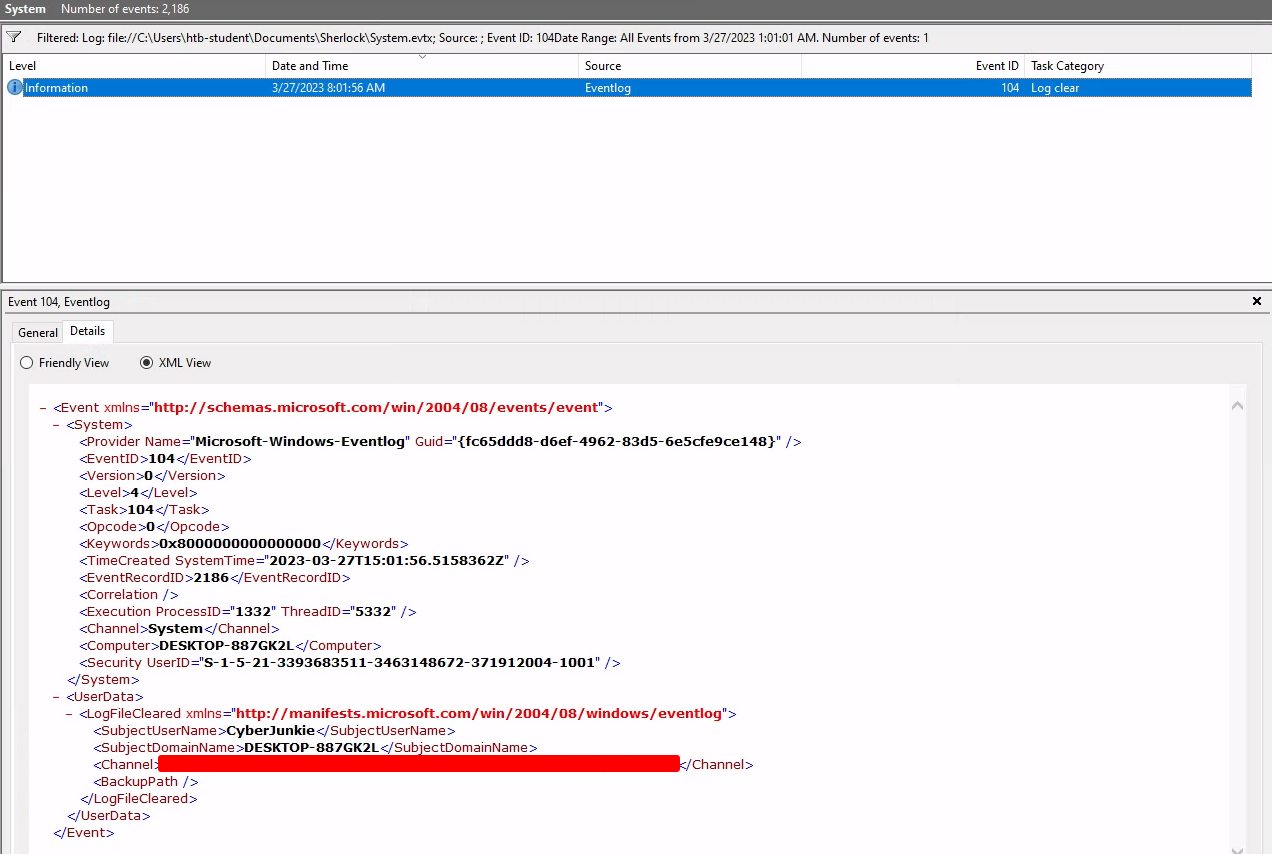 System Number of events: 2,186
Filtered: Log: file://C:\Users\htb-student\Documents\Sherlock\System.evtx; Source: ; Event ID: 104Date Range: All Events from 3/27/2023 1:01:01 AM. Number of events: 1
Level Date and Time Source Event ID Task Category
Information 3/27/2023 8:01:56 AM Eventlog 104 Log clear
Event 104, Eventlog
General Details
Friendly View XML View
- <Event xmlns="http://schemas.microsoft.com/win/2004/08/events/event">
- <System>
<Provider Name="Microsoft-Windows-Eventlog" Guid="{fc65ddd8-d6ef-4962-83d5-6e5cfe9ce148}" />
<EventID>104</EventID>
<Version>0</Version>
<Level>4</Level>
<Task>104</Task>
<Opcode>0</Opcode>
<Keywords>0x8000000000000000</Keywords>
<TimeCreated SystemTime="2023-03-27T15:01:56.5158362Z" />
<EventRecordID>2186</EventRecordID>
<Correlation />
<Execution ProcessID="1332" ThreadID="5332" />
<Channel>System</Channel>
<Computer>DESKTOP-887GK2L</Computer>
<Security UserID="S-1-5-21-3393683511-3463148672-371912004-1001" />
</System>
- <UserData>
- <LogFileCleared xmlns="http://manifests.microsoft.com/win/2004/08/windows/eventlog">
<SubjectUserName>CyberJunkie</SubjectUserName>
<SubjectDomainName>DESKTOP-887GK2L</SubjectDomainName>
<Channel></Channel>
<BackupPath />
</LogFileCleared>
</UserData>
</Event>